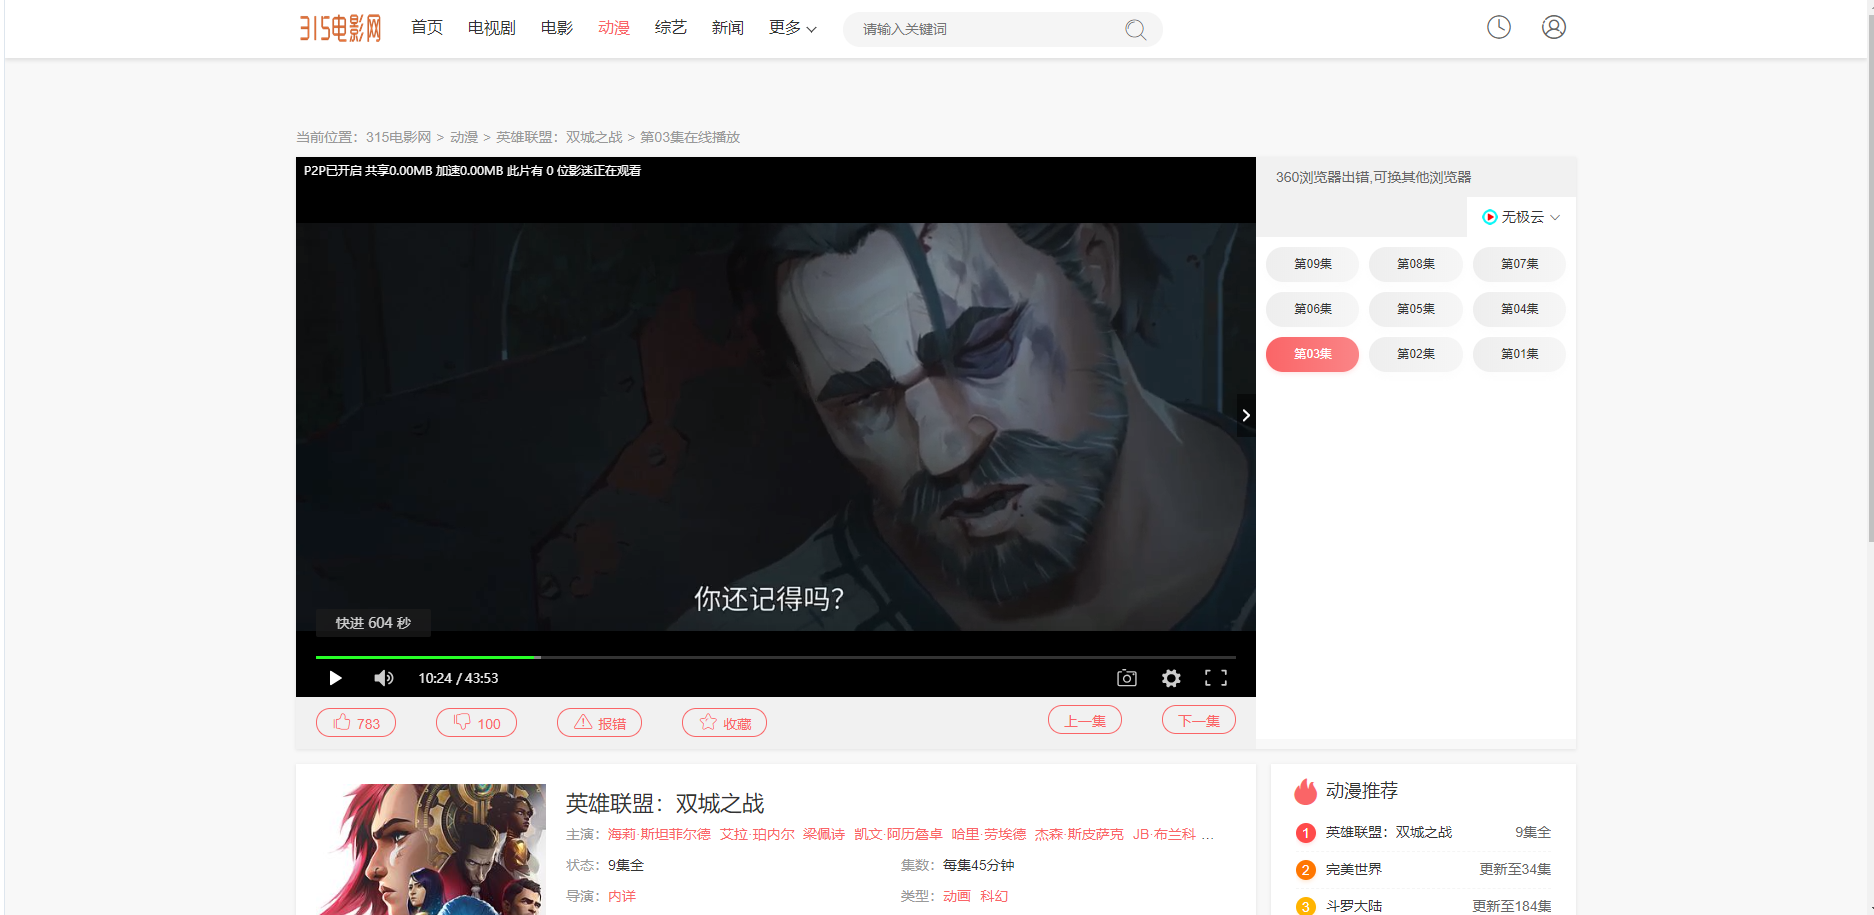 315电影网 首页 电视剧 电影 动漫 综艺 新闻 更多 请输入关键词
当前位置：315电影网 > 动漫 > 英雄联盟：双城之战 > 第03集在线播放
P2P已开启 共享0.00MB 加速0.00MB 此片有 0 位影迷正在观看
360浏览器出错,可换其他浏览器
无极云
第09集 第08集 第07集
第06集 第05集 第04集
第03集 第02集 第01集
你还记得吗？
快进 604 秒
10:24 / 43:53
783 100 报错 收藏 上一集 下一集
英雄联盟：双城之战
主演：海莉·斯坦菲尔德 艾拉·珀内尔 梁佩诗 凯文·阿历詹卓 哈里·劳埃德 杰森·斯皮萨克 JB·布兰科 …
状态：9集全 集数：每集45分钟
导演：内详 类型：动画 科幻
动漫推荐
1 英雄联盟：双城之战 9集全
2 完美世界 更新至34集
3 斗罗大陆 更新至184集